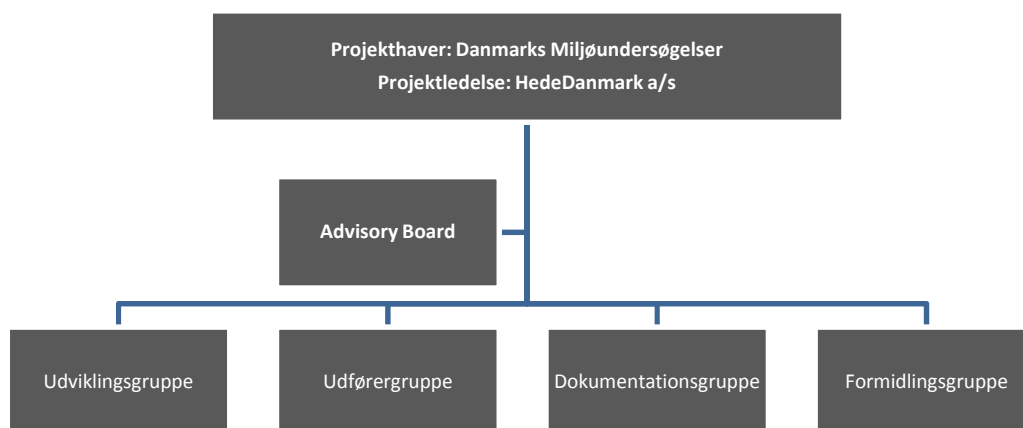 Projekthaver: Danmarks Miljøundersøgelser
Projektledelse: HedeDanmark a/s
Advisory Board
Udviklingsgruppe
Udførergruppe
Dokumentationsgruppe
Formidlingsgruppe